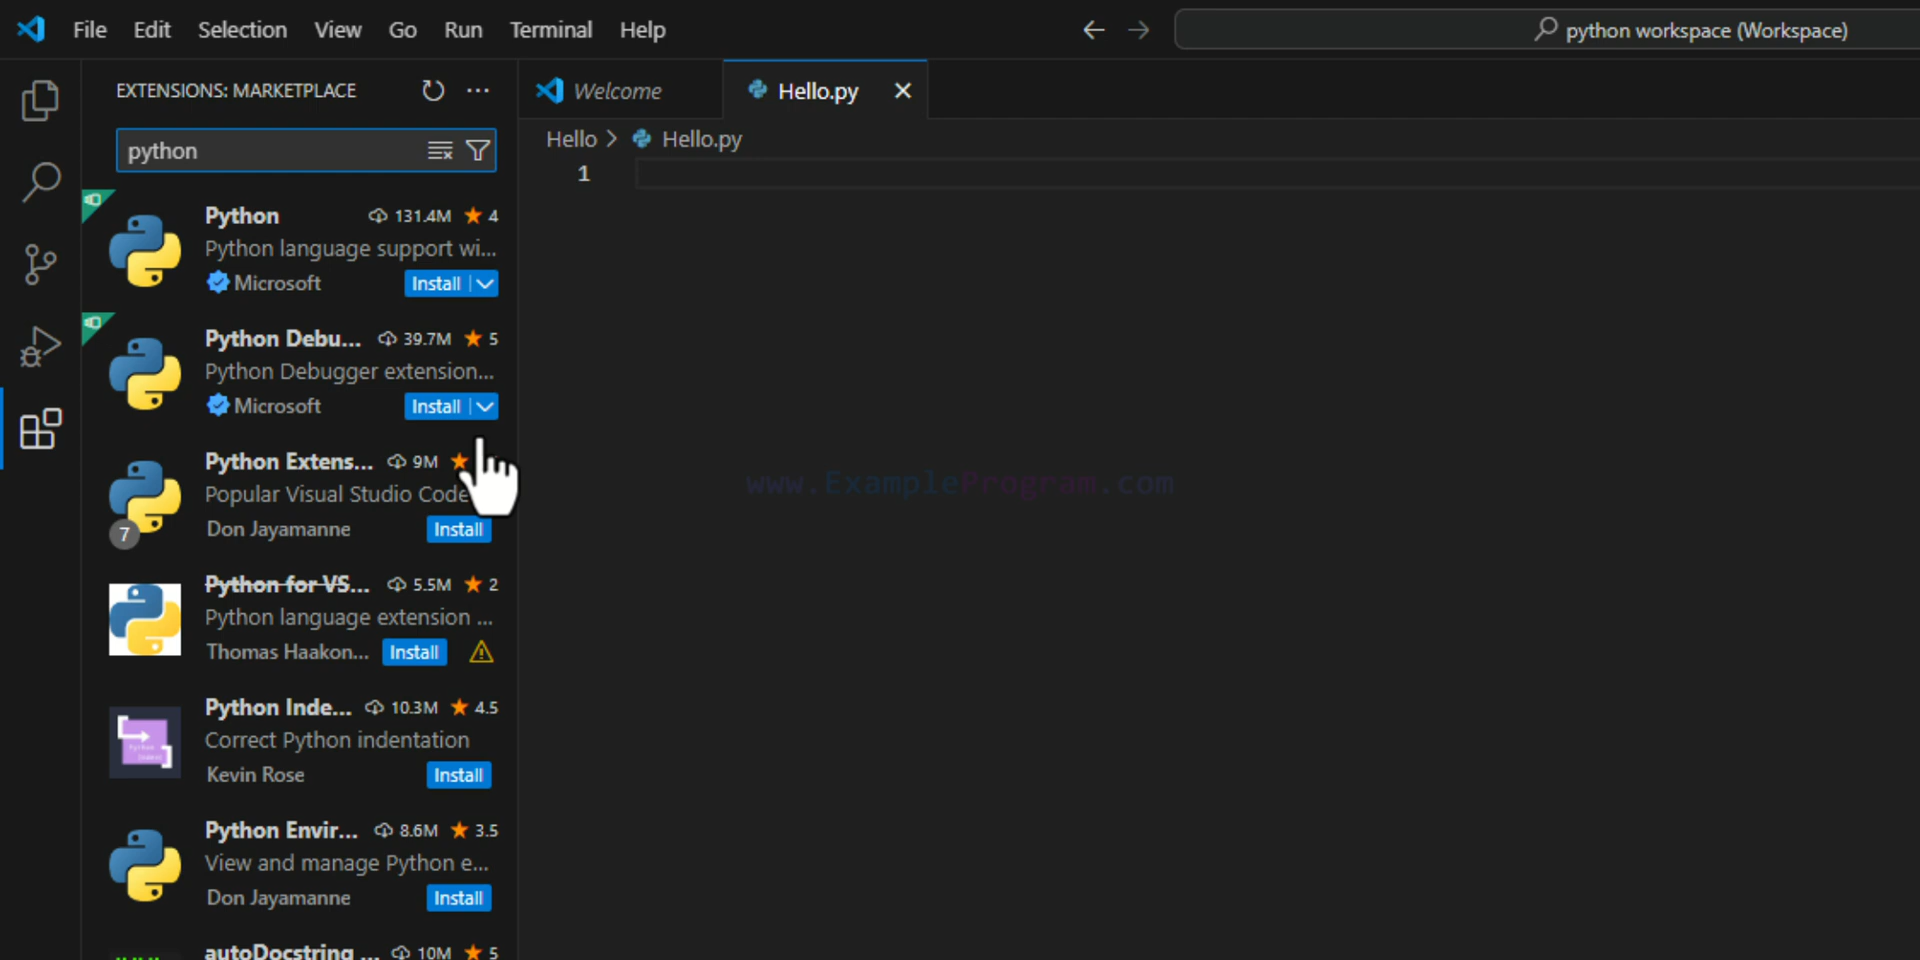 File Edit Selection View Go Run Terminal Help
python workspace (Workspace)
EXTENSIONS: MARKETPLACE
Welcome
Hello.py
python
Hello > Hello.py
1
Python 131.4M ★ 4
Python language support wi...
Microsoft Install
Python Debu... 39.7M ★ 5
Python Debugger extension...
Microsoft Install
Python Extens... 9M ★
Popular Visual Studio Code
Don Jayamanne Install
7
www.ExampleProgram.com
Python for VS... 5.5M ★ 2
Python language extension ...
Thomas Haakon... Install
Python Inde... 10.3M ★ 4.5
Correct Python indentation
Kevin Rose Install
Python Envir... 8.6M ★ 3.5
View and manage Python e...
Don Jayamanne Install
autoDocstring ... 10M ★ 5